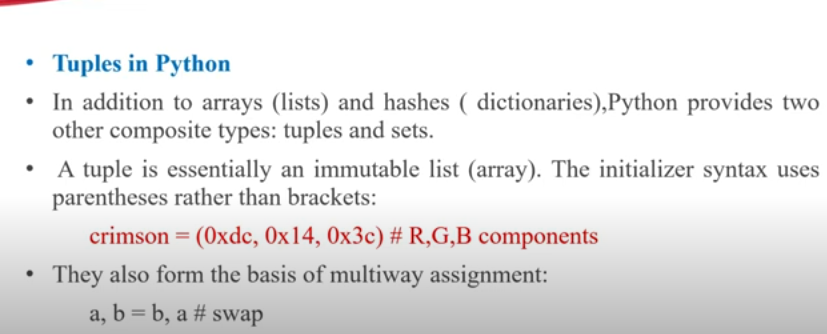 Tuples in Python
In addition to arrays (lists) and hashes ( dictionaries),Python provides two
other composite types: tuples and sets.
A tuple is essentially an immutable list (array). The initializer syntax uses
parentheses rather than brackets:
crimson = (0xdc, 0x14, 0x3c) # R,G,B components
They also form the basis of multiway assignment:
a, b = b, a # swap